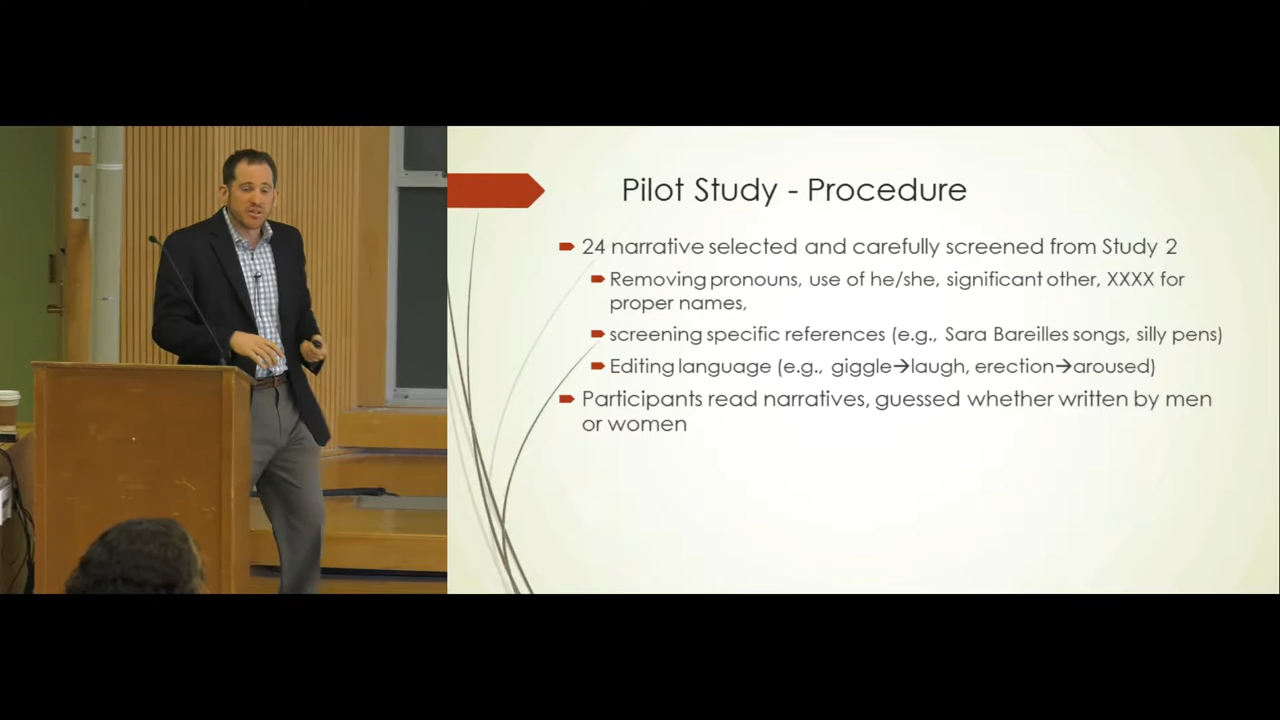 Pilot Study - Procedure
24 narrative selected and carefully screened from Study 2
Removing pronouns, use of he/she, significant other, XXXX for
proper names,
screening specific references (e.g., Sara Bareilles songs, silly pens)
Editing language (e.g., giggle→laugh, erection→aroused)
Participants read narratives, guessed whether written by men
or women